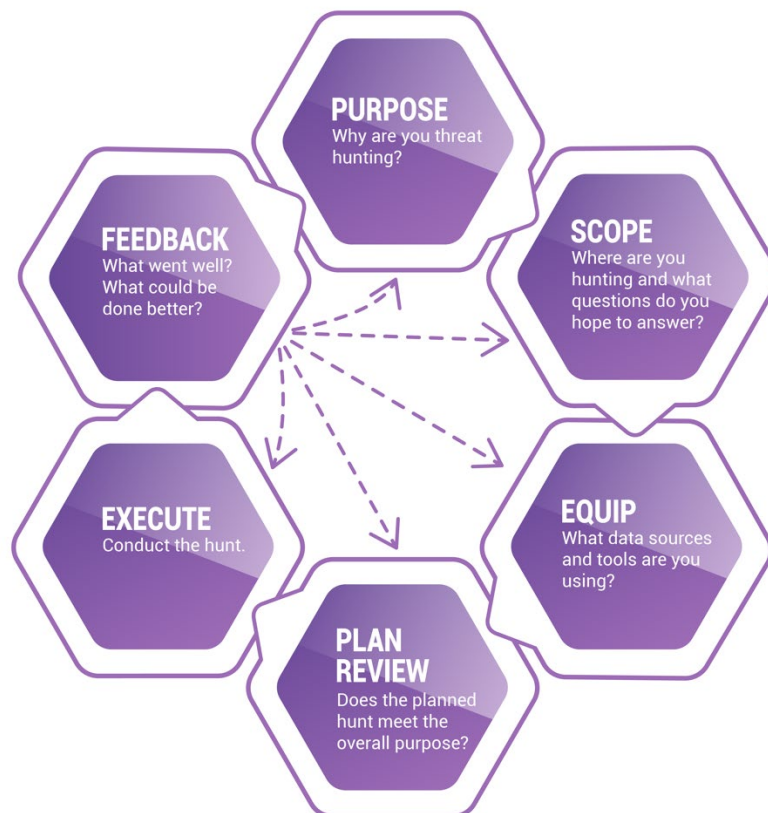 PURPOSE
Why are you threat
hunting?
SCOPE
Where are you
hunting and what
questions do you
hope to answer?
EQUIP
What data sources
and tools are you
using?
PLAN
REVIEW
Does the planned
hunt meet the
overall purpose?
EXECUTE
Conduct the hunt.
FEEDBACK
What went well?
What could be
done better?